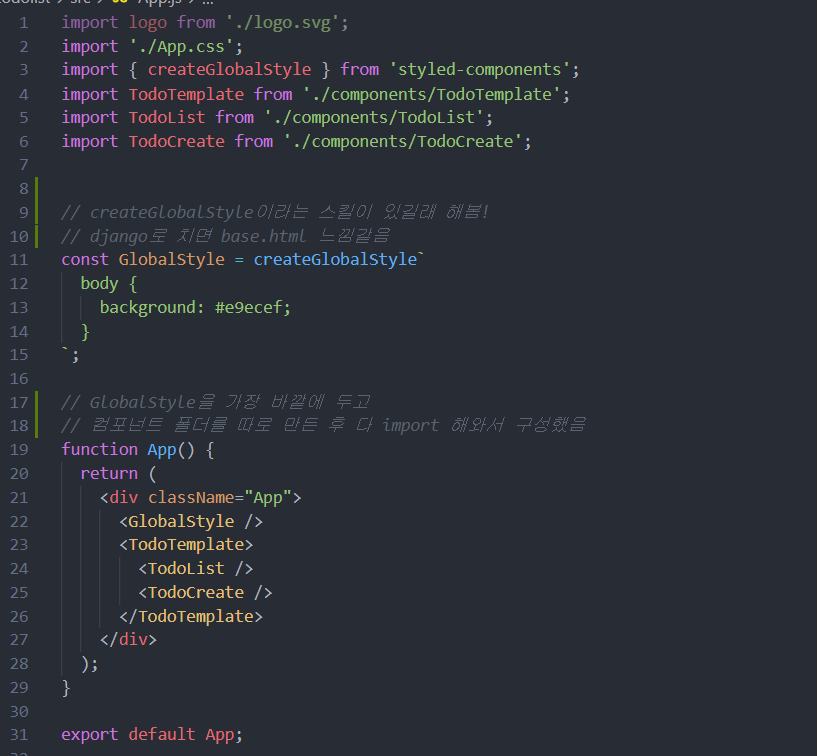 src > App.js > ...
1 import logo from './logo.svg';
2 import './App.css';
3 import { createGlobalStyle } from 'styled-components';
4 import TodoTemplate from './components/TodoTemplate';
5 import TodoList from './components/TodoList';
6 import TodoCreate from './components/TodoCreate';
7
8
9 // createGlobalStyle이라는 스킬이 있길래 해봄!
10 // django로 치면 base.html 느낌같음
11 const GlobalStyle = createGlobalStyle`
12 body {
13 background: #e9ecef;
14 }
15 `;
16
17 // GlobalStyle을 가장 바깥에 두고
18 // 컴포넌트 폴더를 따로 만든 후 다 import 해와서 구성했음
19 function App() {
20 return (
21 <div className="App">
22 <GlobalStyle />
23 <TodoTemplate>
24 <TodoList />
25 <TodoCreate />
26 </TodoTemplate>
27 </div>
28 );
29 }
30
31 export default App;